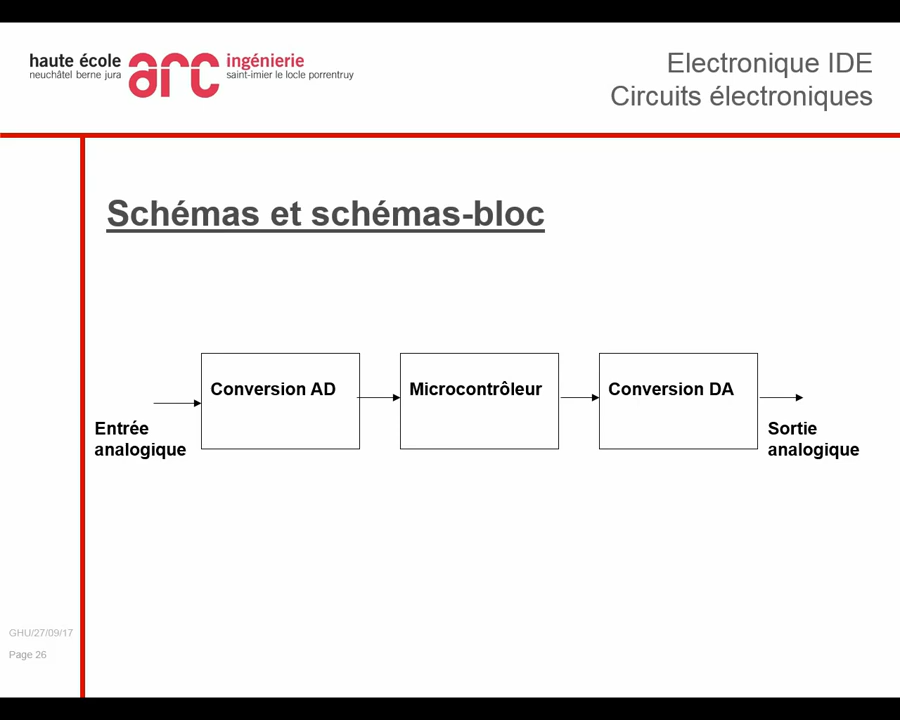 haute école
neuchâtel berne jura
arc
ingénierie
saint-imier le locle porrentruy
Electronique IDE
Circuits électroniques
Schémas et schémas-bloc
Entrée
analogique
Conversion AD
Microcontrôleur
Conversion DA
Sortie
analogique
GHU/27/09/17
Page 26